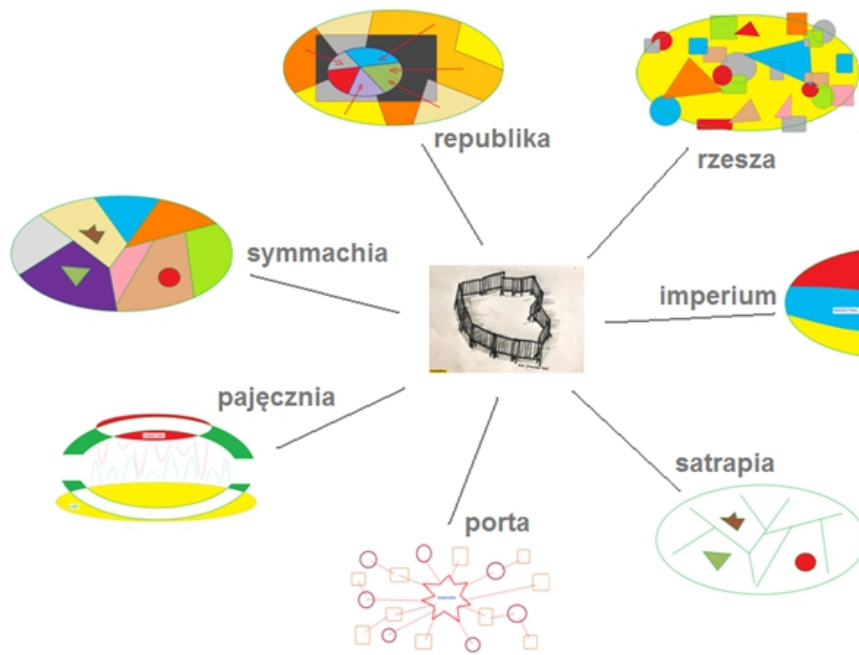 republika
rzesza
symmachia
imperium
pajęcznia
satrapia
porta